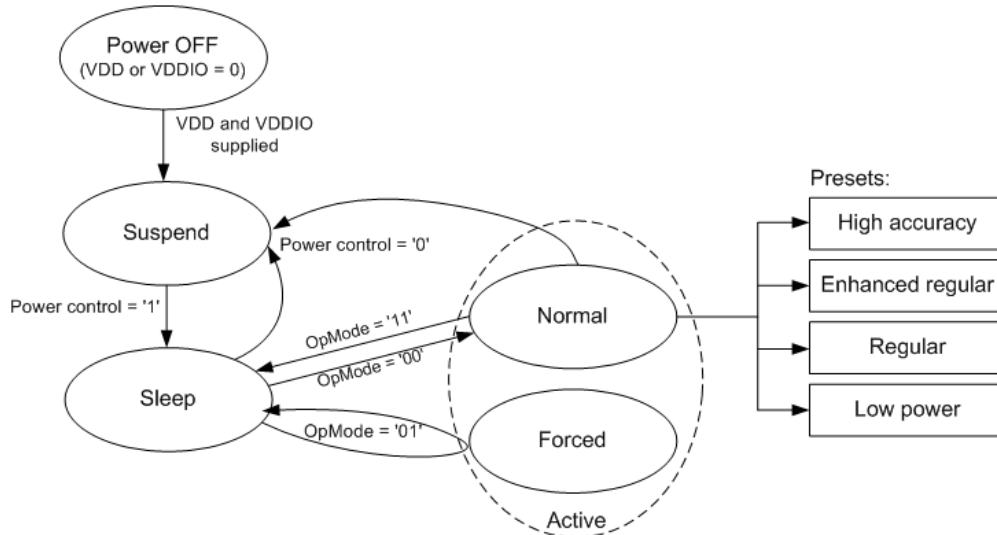 Power OFF
(VDD or VDDIO = 0)
VDD and VDDIO
supplied
Presets:
High accuracy
Suspend
Power control = '0'
Enhanced regular
Power control = '1'
OpMode = '11'
Normal
Regular
OpMode = '00'
Sleep
Low power
OpMode = '01'
Forced
Active